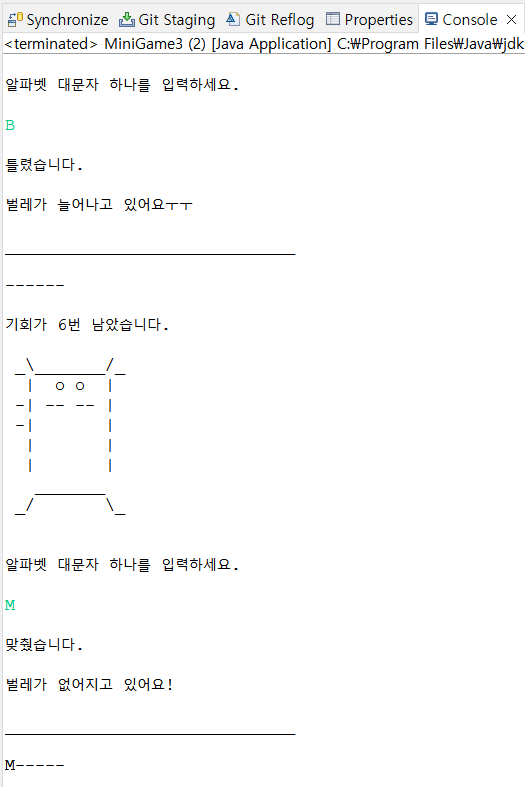 Synchronize Git Staging Git Reflog Properties Console
<terminated> MiniGame3 (2) [Java Application] C:₩Program Files₩Java₩jdk
알파벳 대문자 하나를 입력하세요.
B
틀렸습니다.
벌레가 늘어나고 있어요ㅜㅜ
_____________________________
------
기회가 6번 남았습니다.
 _\_______/_
  |  o o  |
 -| -- -- |
 -|       |
  |       |
  |       |
   _______
 _/       \_
알파벳 대문자 하나를 입력하세요.
M
맞췄습니다.
벌레가 없어지고 있어요!
_____________________________
M-----